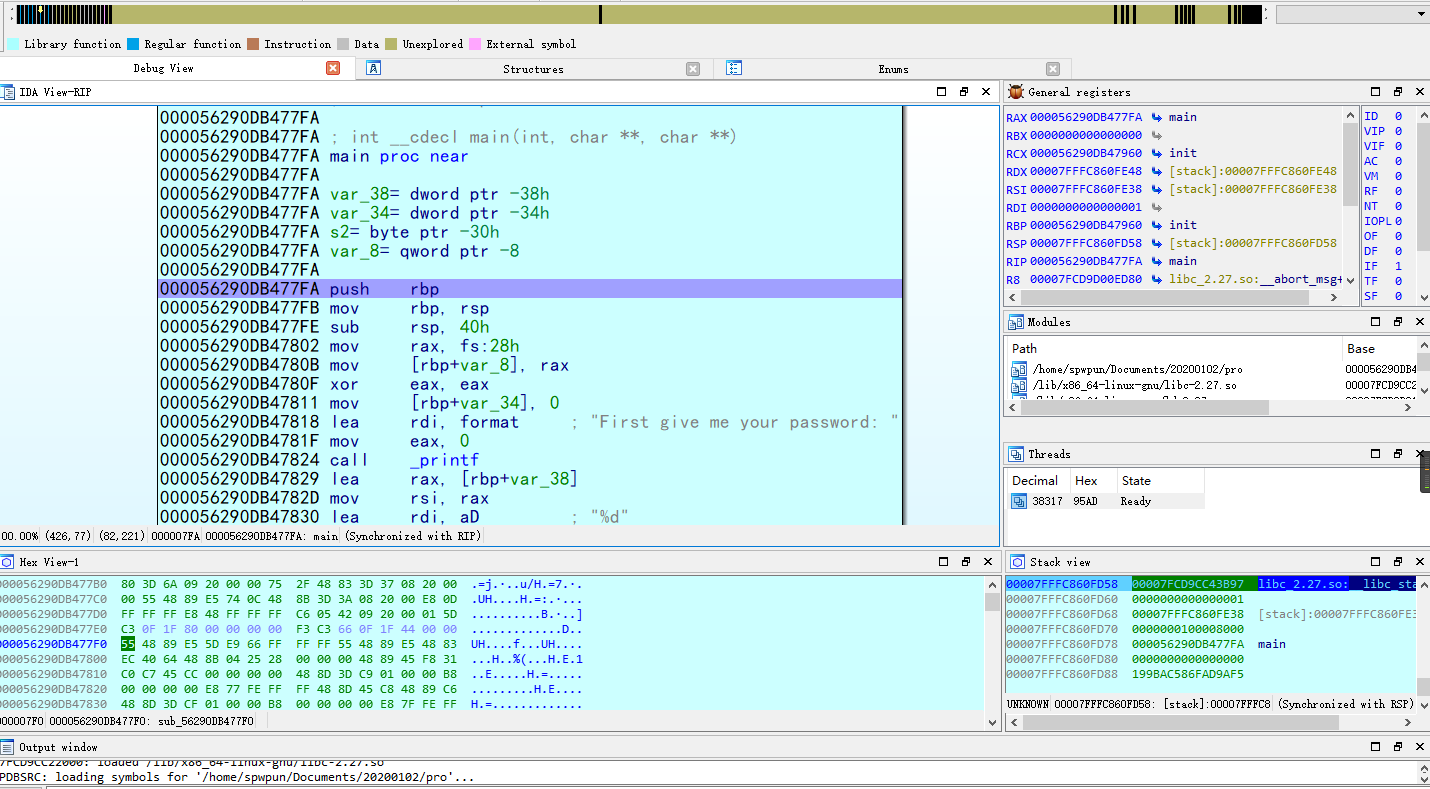 Library function Regular function Instruction Data Unexplored External symbol
Debug View Structures Enums
IDA View-RIP
000056290DB477FA
000056290DB477FA ; int __cdecl main(int, char **, char **)
000056290DB477FA main proc near
000056290DB477FA
000056290DB477FA var_38= dword ptr -38h
000056290DB477FA var_34= dword ptr -34h
000056290DB477FA s2= byte ptr -30h
000056290DB477FA var_8= qword ptr -8
000056290DB477FA
000056290DB477FA push rbp
000056290DB477FB mov rbp, rsp
000056290DB477FE sub rsp, 40h
000056290DB47802 mov rax, fs:28h
000056290DB4780B mov [rbp+var_8], rax
000056290DB4780F xor eax, eax
000056290DB47811 mov [rbp+var_34], 0
000056290DB47818 lea rdi, format ; "First give me your password: "
000056290DB4781F mov eax, 0
000056290DB47824 call _printf
000056290DB47829 lea rax, [rbp+var_38]
000056290DB4782D mov rsi, rax
000056290DB47830 lea rdi, aD ; "%d"
00.00% (426,77) (82,221) 000007FA 000056290DB477FA: main (Synchronized with RIP)
General registers
RAX 000056290DB477FA main
RBX 0000000000000000
RCX 000056290DB47960 init
RDX 00007FFFC860FE48 [stack]:00007FFFC860FE48
RSI 00007FFFC860FE38 [stack]:00007FFFC860FE38
RDI 0000000000000001
RBP 000056290DB47960 init
RSP 00007FFFC860FD58 [stack]:00007FFFC860FD58
RIP 000056290DB477FA main
R8 00007FCD9D00ED80 libc_2.27.so:__abort_msg+
ID 0
VIP 0
VIF 0
AC 0
VM 0
RF 0
NT 0
IOPL 0
OF 0
DF 0
IF 1
TF 0
SF 0
Modules
Path Base
/home/spwpun/Documents/20200102/pro 000056290DB4
/lib/x86_64-linux-gnu/libc-2.27.so 00007FCD9CC2
Threads
Decimal Hex State
38317 95AD Ready
Hex View-1
000056290DB477B0 80 3D 6A 09 20 00 00 75 2F 48 83 3D 37 08 20 00 .=j.·..u/H.=7.·.
000056290DB477C0 00 55 48 89 E5 74 0C 48 8B 3D 3A 08 20 00 E8 0D .UH....H.=:.·...
000056290DB477D0 FF FF FF E8 48 FF FF FF C6 05 42 09 20 00 01 5D ..........B.·..]
000056290DB477E0 C3 0F 1F 80 00 00 00 00 F3 C3 66 0F 1F 44 00 00 .............D..
000056290DB477F0 55 48 89 E5 5D E9 66 FF FF FF 55 48 89 E5 48 83 UH....f...UH....
000056290DB47800 EC 40 64 48 8B 04 25 28 00 00 00 48 89 45 F8 31 ...H..%(...H.E.1
000056290DB47810 C0 C7 45 CC 00 00 00 00 48 8D 3D C9 01 00 00 B8 ..E.....H.=.....
000056290DB47820 00 00 00 00 E8 77 FE FF FF 48 8D 45 C8 48 89 C6 .........H.E....
000056290DB47830 48 8D 3D CF 01 00 00 B8 00 00 00 00 E8 7F FE FF H.=.............
000007F0 000056290DB477F0: sub_56290DB477F0
Stack view
00007FFFC860FD58 00007FCD9CC43B97 libc_2.27.so:__libc_sta
00007FFFC860FD60 0000000000000001
00007FFFC860FD68 00007FFFC860FE38 [stack]:00007FFFC860FE3
00007FFFC860FD70 0000000100008000
00007FFFC860FD78 000056290DB477FA main
00007FFFC860FD80 0000000000000000
00007FFFC860FD88 199BAC586FAD9AF5
UNKNOWN 00007FFFC860FD58: [stack]:00007FFFC8 (Synchronized with RSP)
Output window
7FCD9CC22000: loaded /lib/x86_64-linux-gnu/libc-2.27.so
PDBSRC: loading symbols for '/home/spwpun/Documents/20200102/pro'...